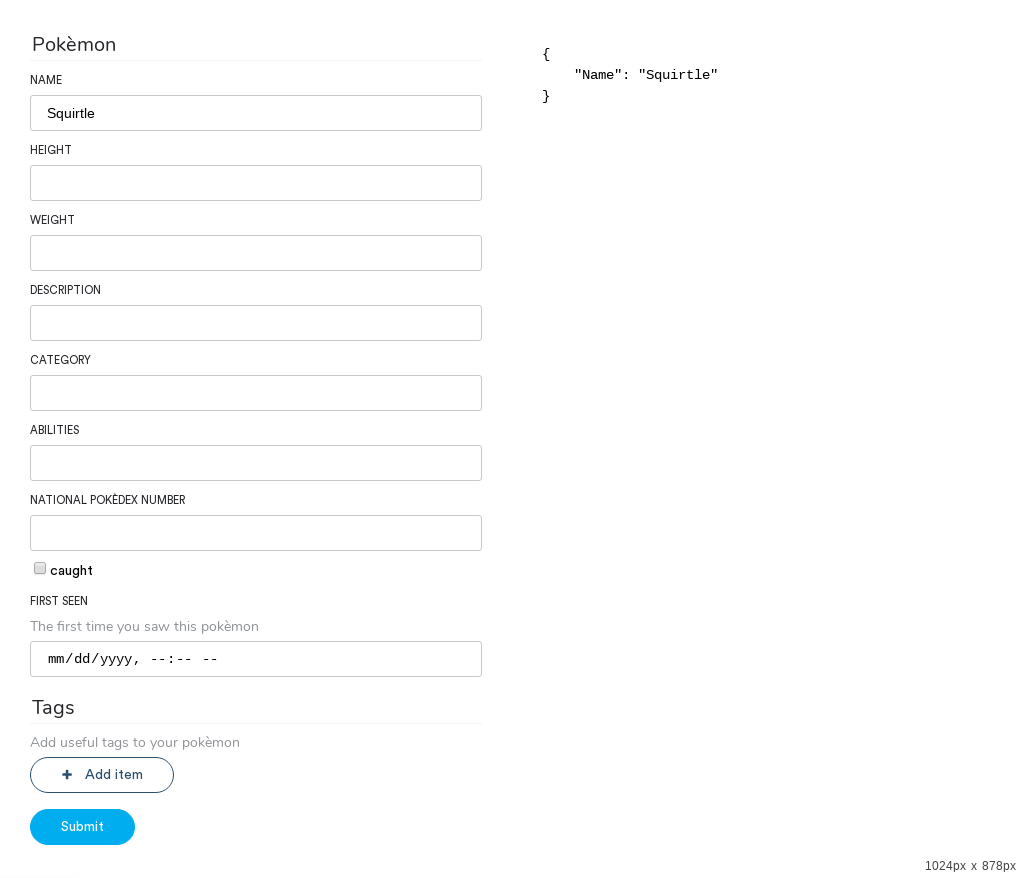 Pokèmon
NAME
Squirtle
HEIGHT
WEIGHT
DESCRIPTION
CATEGORY
ABILITIES
NATIONAL POKÈDEX NUMBER
caught
FIRST SEEN
The first time you saw this pokèmon
mm/dd/yyyy, --:-- --
Tags
Add useful tags to your pokèmon
+ Add item
Submit
{
"Name": "Squirtle"
}
1024px x 878px